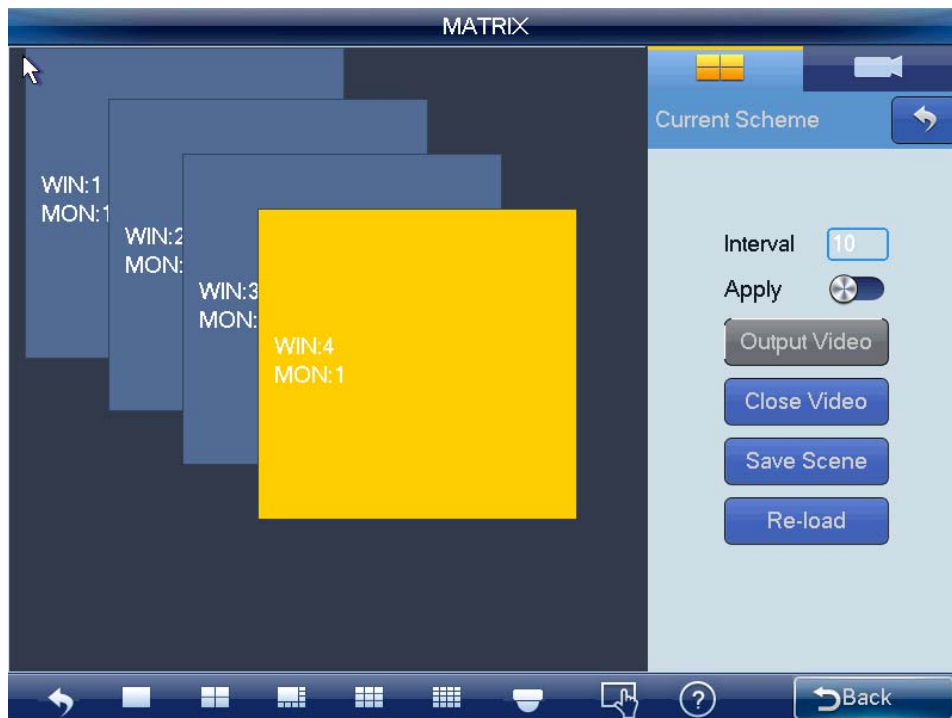 MATRIX
Current Scheme
WIN:1
MON:1
WIN:2
MON:
WIN:3
MON:
WIN:4
MON:1
Interval 10
Apply
Output Video
Close Video
Save Scene
Re-load
?
Back